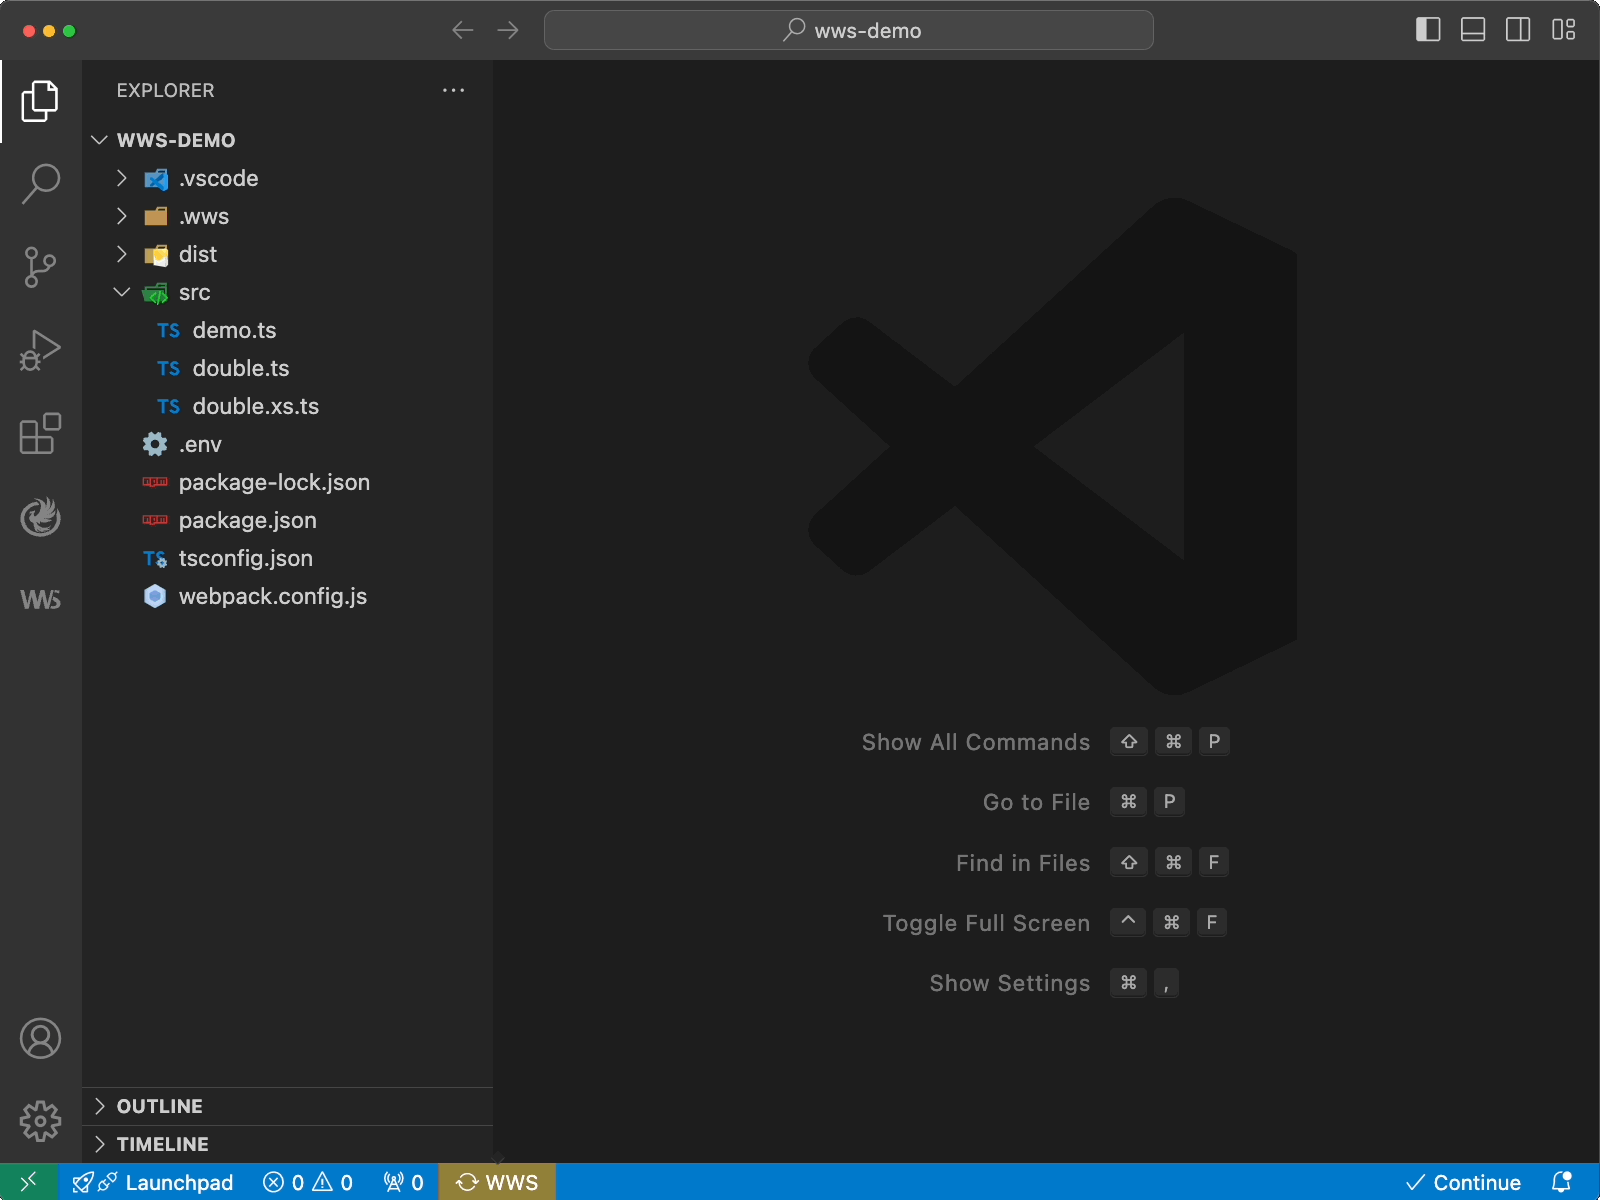 wws-demo
EXPLORER
WWS-DEMO
.vscode
.wws
dist
src
TS demo.ts
TS double.ts
TS double.xs.ts
.env
package-lock.json
package.json
TS tsconfig.json
webpack.config.js
WWS
Show All Commands ⇧ ⌘ P
Go to File ⌘ P
Find in Files ⇧ ⌘ F
Toggle Full Screen ^ ⌘ F
Show Settings ⌘ ,
OUTLINE
TIMELINE
Launchpad 0 0 0 WWS Continue